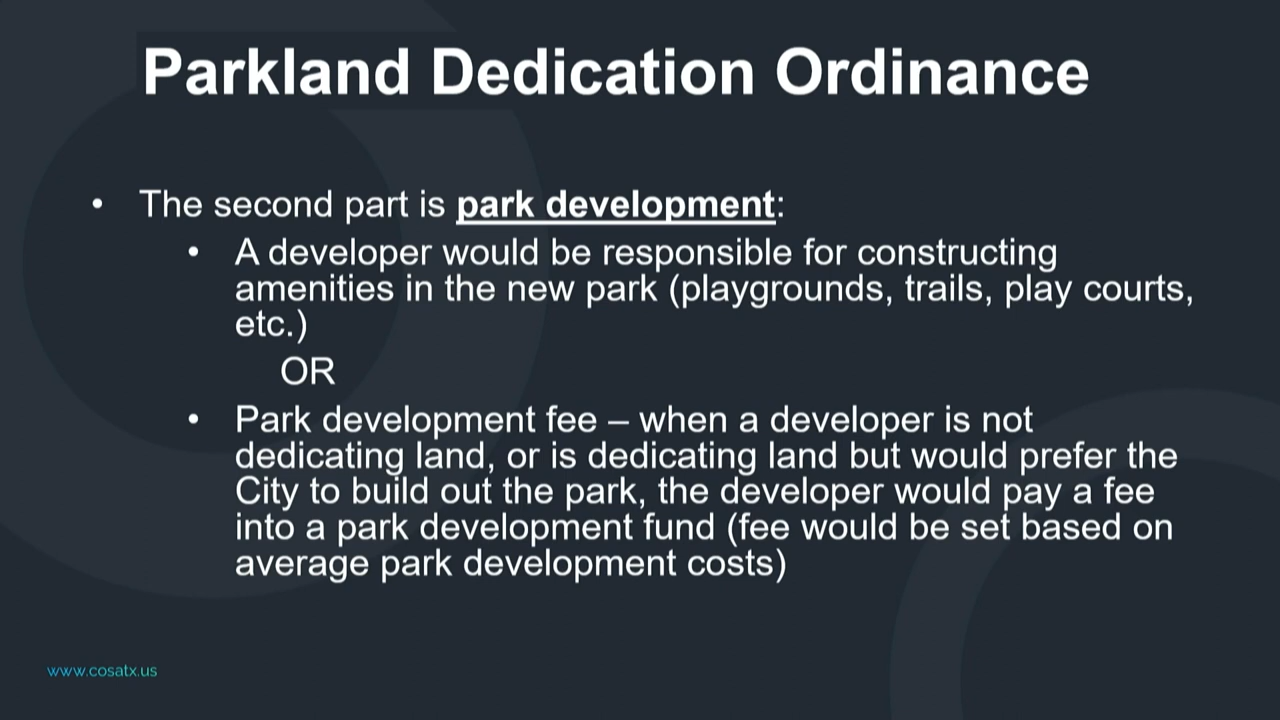 Parkland Dedication Ordinance
• The second part is park development:
• A developer would be responsible for constructing
amenities in the new park (playgrounds, trails, play courts,
etc.)
OR
• Park development fee – when a developer is not
dedicating land, or is dedicating land but would prefer the
City to build out the park, the developer would pay a fee
into a park development fund (fee would be set based on
average park development costs)
www.cosatx.us